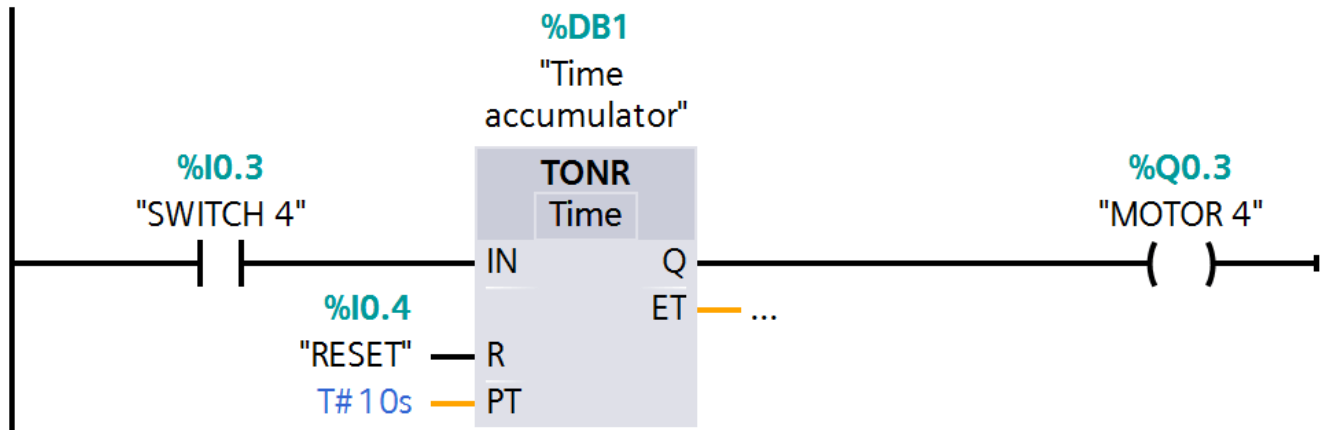 %DB1
"Time
accumulator"
%I0.3
"SWITCH 4"
TONR
Time
%Q0.3
"MOTOR 4"
IN
Q
%I0.4
ET
...
"RESET"
R
T#10s
PT